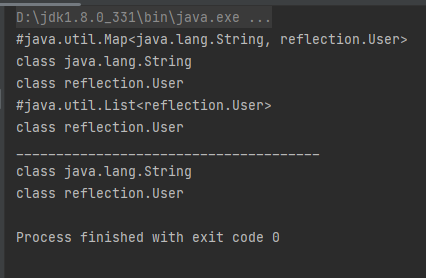 D:\jdk1.8.0_331\bin\java.exe ...
#java.util.Map<java.lang.String, reflection.User>
class java.lang.String
class reflection.User
#java.util.List<reflection.User>
class reflection.User
______________________________________
class java.lang.String
class reflection.User
Process finished with exit code 0